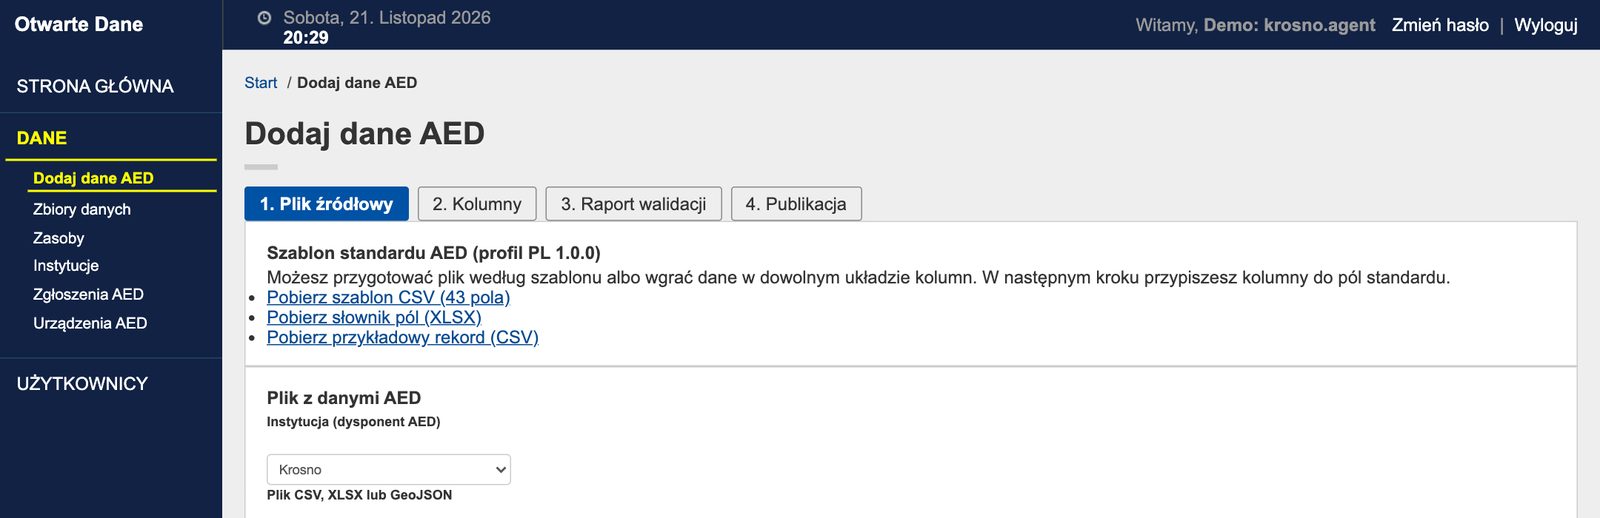 Otwarte Dane
Sobota, 21. Listopad 2026
20:29
Witamy, Demo: krosno.agent Zmień hasło | Wyloguj
STRONA GŁÓWNA
DANE
Dodaj dane AED
Zbiory danych
Zasoby
Instytucje
Zgłoszenia AED
Urządzenia AED
UŻYTKOWNICY
Start / Dodaj dane AED
Dodaj dane AED
1. Plik źródłowy
2. Kolumny
3. Raport walidacji
4. Publikacja
Szablon standardu AED (profil PL 1.0.0)
Możesz przygotować plik według szablonu albo wgrać dane w dowolnym układzie kolumn. W następnym kroku przypiszesz kolumny do pól standardu.
Pobierz szablon CSV (43 pola)
Pobierz słownik pól (XLSX)
Pobierz przykładowy rekord (CSV)
Plik z danymi AED
Instytucja (dysponent AED)
Krosno
Plik CSV, XLSX lub GeoJSON